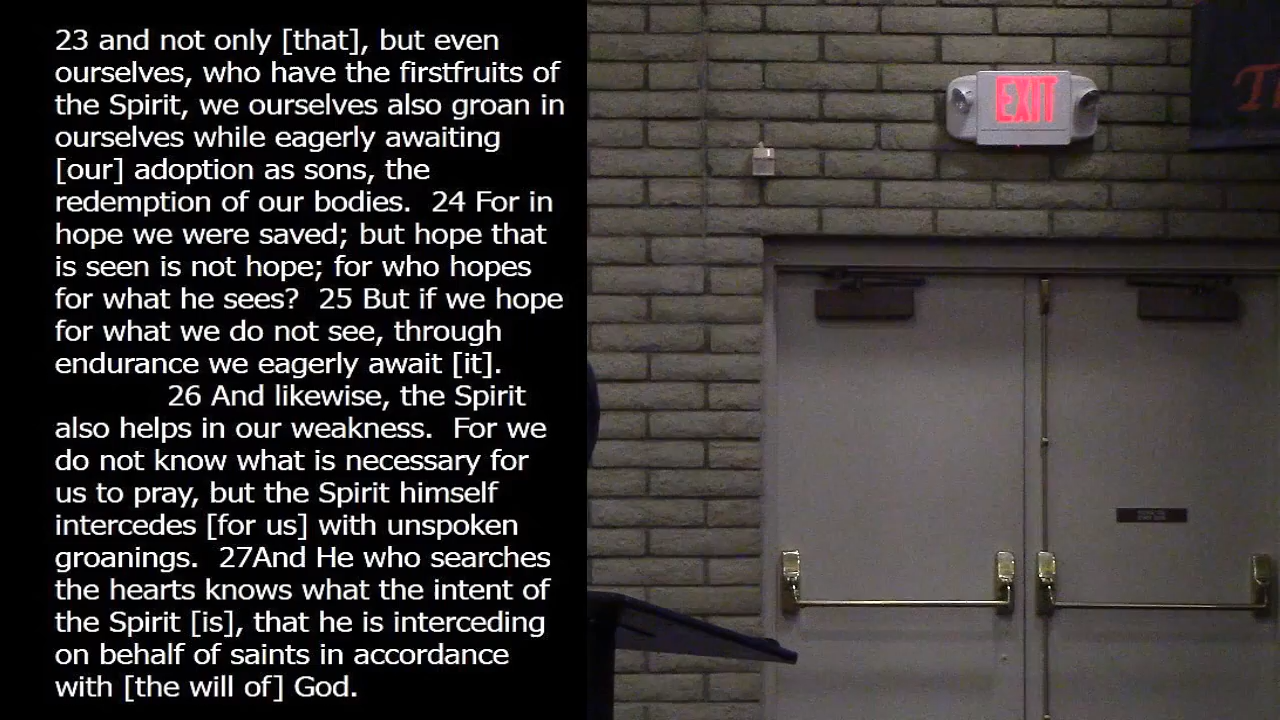 23 and not only [that], but even
ourselves, who have the firstfruits of
the Spirit, we ourselves also groan in
ourselves while eagerly awaiting
[our] adoption as sons, the
redemption of our bodies.  24 For in
hope we were saved; but hope that
is seen is not hope; for who hopes
for what he sees?  25 But if we hope
for what we do not see, through
endurance we eagerly await [it].
26 And likewise, the Spirit
also helps in our weakness.  For we
do not know what is necessary for
us to pray, but the Spirit himself
intercedes [for us] with unspoken
groanings.  27And He who searches
the hearts knows what the intent of
the Spirit [is], that he is interceding
on behalf of saints in accordance
with [the will of] God.
EXIT